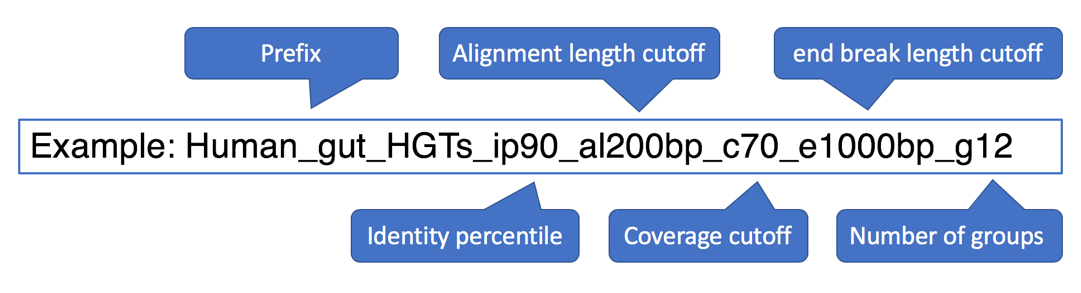 Prefix
Alignment length cutoff
end break length cutoff
Example: Human_gut_HGTs_ip90_al200bp_c70_e1000bp_g12
Identity percentile
Coverage cutoff
Number of groups